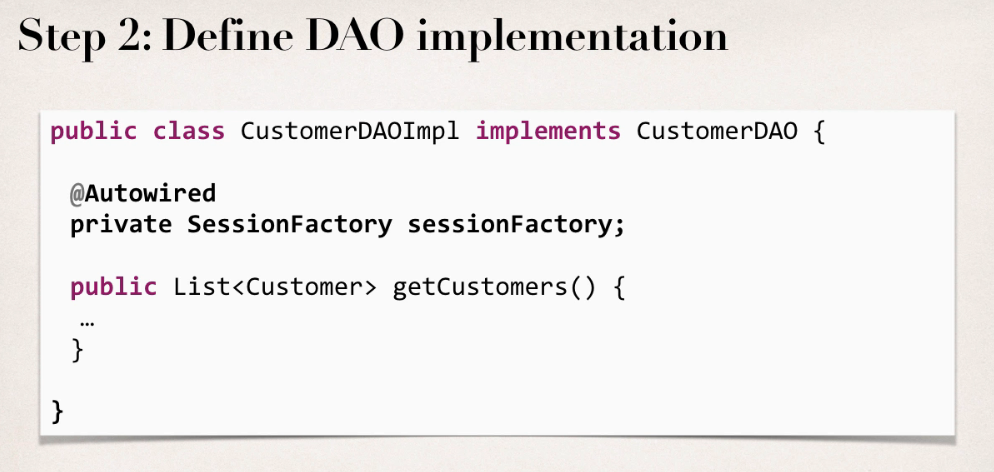 Step 2: Define DAO implementation
public class CustomerDAOImpl implements CustomerDAO {
@Autowired
private SessionFactory sessionFactory;
public List<Customer> getCustomers() {
…
}
}